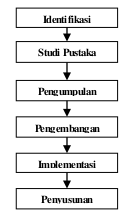 Identifikasi
Studi Pustaka
Pengumpulan
Pengembangan
Implementasi
Penyusunan